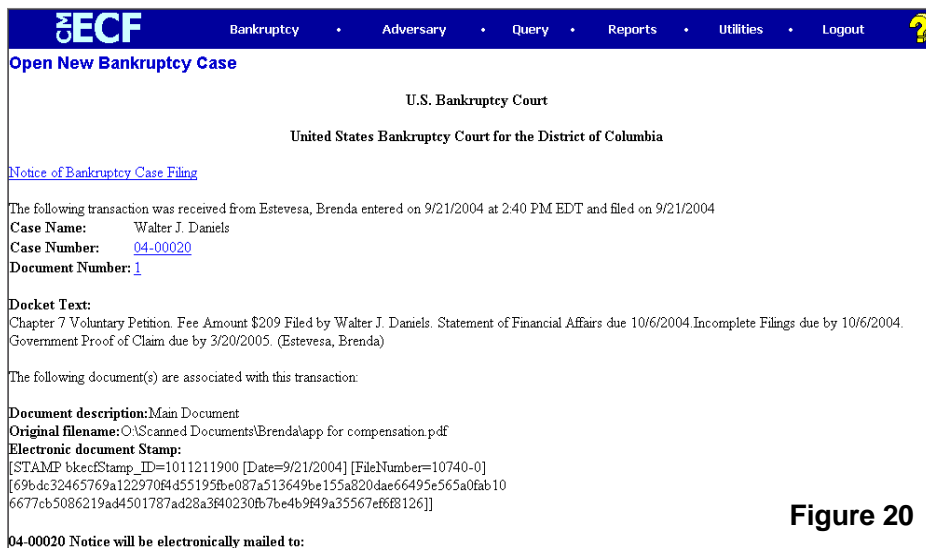 CM ECF Bankruptcy • Adversary • Query • Reports • Utilities • Logout ?
Open New Bankruptcy Case
U.S. Bankruptcy Court
United States Bankruptcy Court for the District of Columbia
Notice of Bankruptcy Case Filing
The following transaction was received from Estevesa, Brenda entered on 9/21/2004 at 2:40 PM EDT and filed on 9/21/2004
Case Name: Walter J. Daniels
Case Number: 04-00020
Document Number: 1
Docket Text:
Chapter 7 Voluntary Petition. Fee Amount $209 Filed by Walter J. Daniels. Statement of Financial Affairs due 10/6/2004.Incomplete Filings due by 10/6/2004.
Government Proof of Claim due by 3/20/2005. (Estevesa, Brenda)
The following document(s) are associated with this transaction:
Document description:Main Document
Original filename:O:\Scanned Documents\Brenda\app for compensation.pdf
Electronic document Stamp:
[STAMP bkecfStamp_ID=1011211900 [Date=9/21/2004] [FileNumber=10740-0]
[69bdc32465769a122970f4d55195fbe087a513649be155a820dae66495e565a0fab10
6677cb5086219ad4501787ad28a3f40230fb7be4b9f49a35567ef6f8126]]
Figure 20
04-00020 Notice will be electronically mailed to: